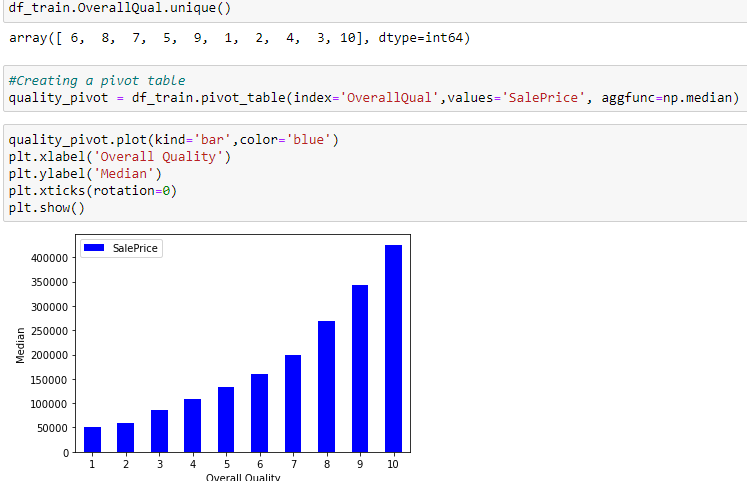 df_train.OverallQual.unique()
array([ 6,  8,  7,  5,  9,  1,  2,  4,  3, 10], dtype=int64)
#Creating a pivot table
quality_pivot = df_train.pivot_table(index='OverallQual',values='SalePrice', aggfunc=np.median)
quality_pivot.plot(kind='bar',color='blue')
plt.xlabel('Overall Quality')
plt.ylabel('Median')
plt.xticks(rotation=0)
plt.show()
SalePrice
400000
350000
300000
250000
200000
150000
100000
50000
0
Median
1 2 3 4 5 6 7 8 9 10
Overall Quality